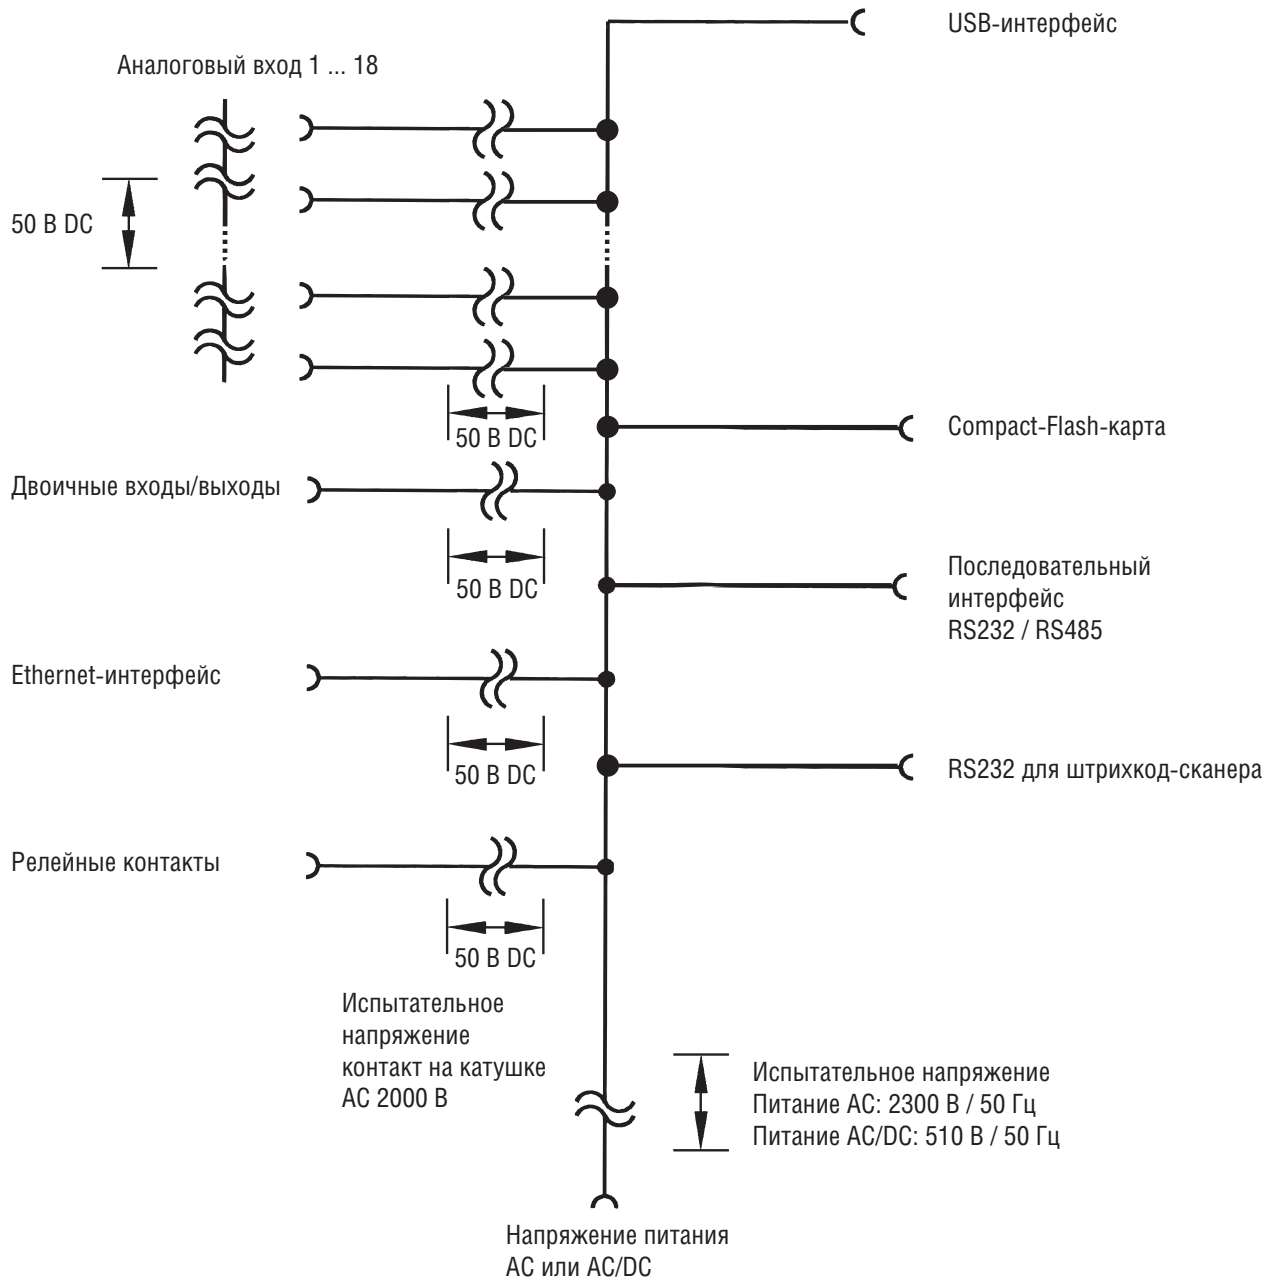 USB-интерфейс
Аналоговый вход 1 ... 18
50 В DC
50 В DC
Compact-Flash-карта
Двоичные входы/выходы
50 В DC
Последовательный
интерфейс
RS232 / RS485
Ethernet-интерфейс
50 В DC
RS232 для штрихкод-сканера
Релейные контакты
50 В DC
Испытательное
напряжение
контакт на катушке
AC 2000 В
Испытательное напряжение
Питание AC: 2300 В / 50 Гц
Питание AC/DC: 510 В / 50 Гц
Напряжение питания
AC или AC/DC